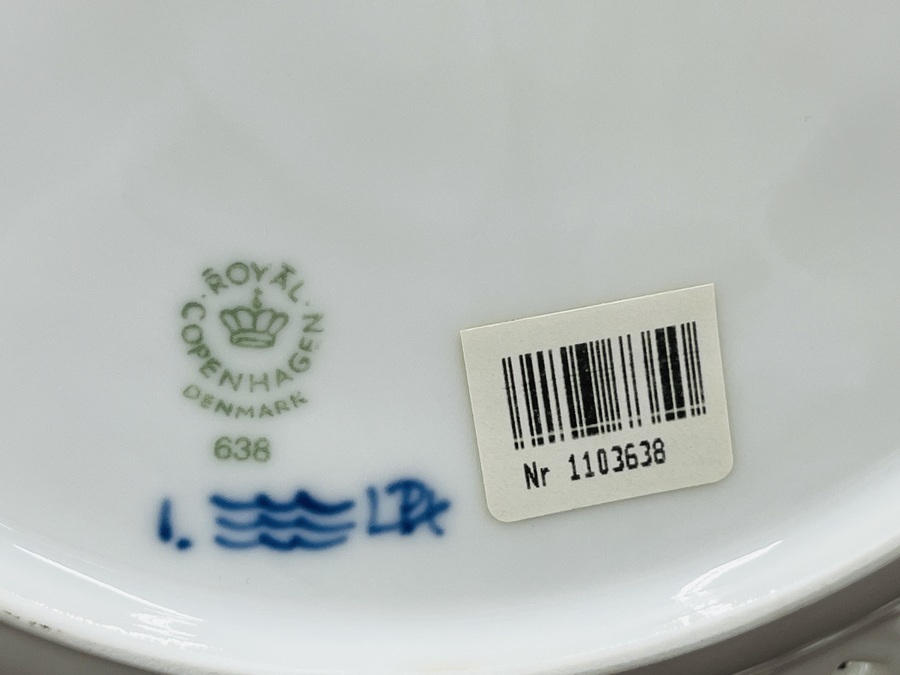 ROYAL
COPENHAGEN
DENMARK
638
1.
Nr 1103638